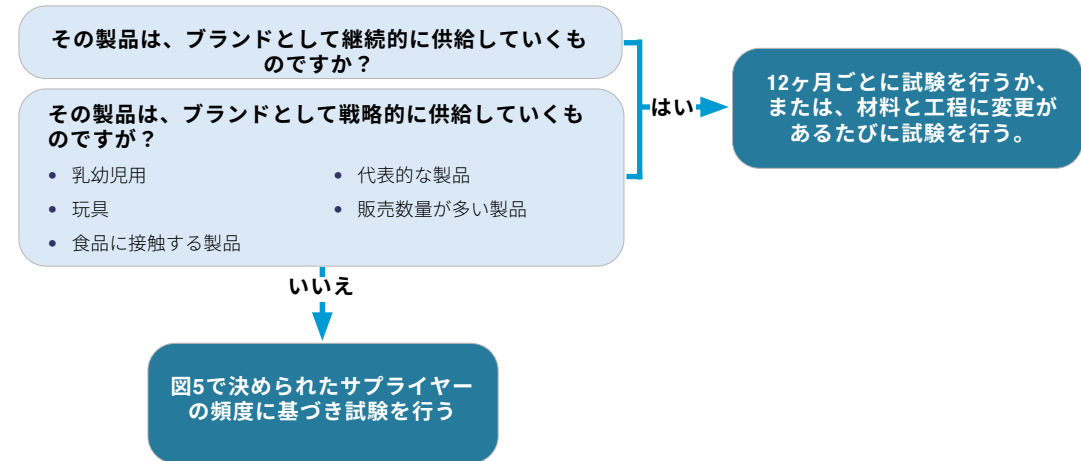 その製品は、ブランドとして継続的に供給していくも
のですか？
その製品は、ブランドとして戦略的に供給していくも
のですが？
• 乳幼児用
• 玩具
• 食品に接触する製品
• 代表的な製品
• 販売数量が多い製品
はい
12ヶ月ごとに試験を行うか、
または、材料と工程に変更が
あるたびに試験を行う。
いいえ
図5で決められたサプライヤー
の頻度に基づき試験を行う